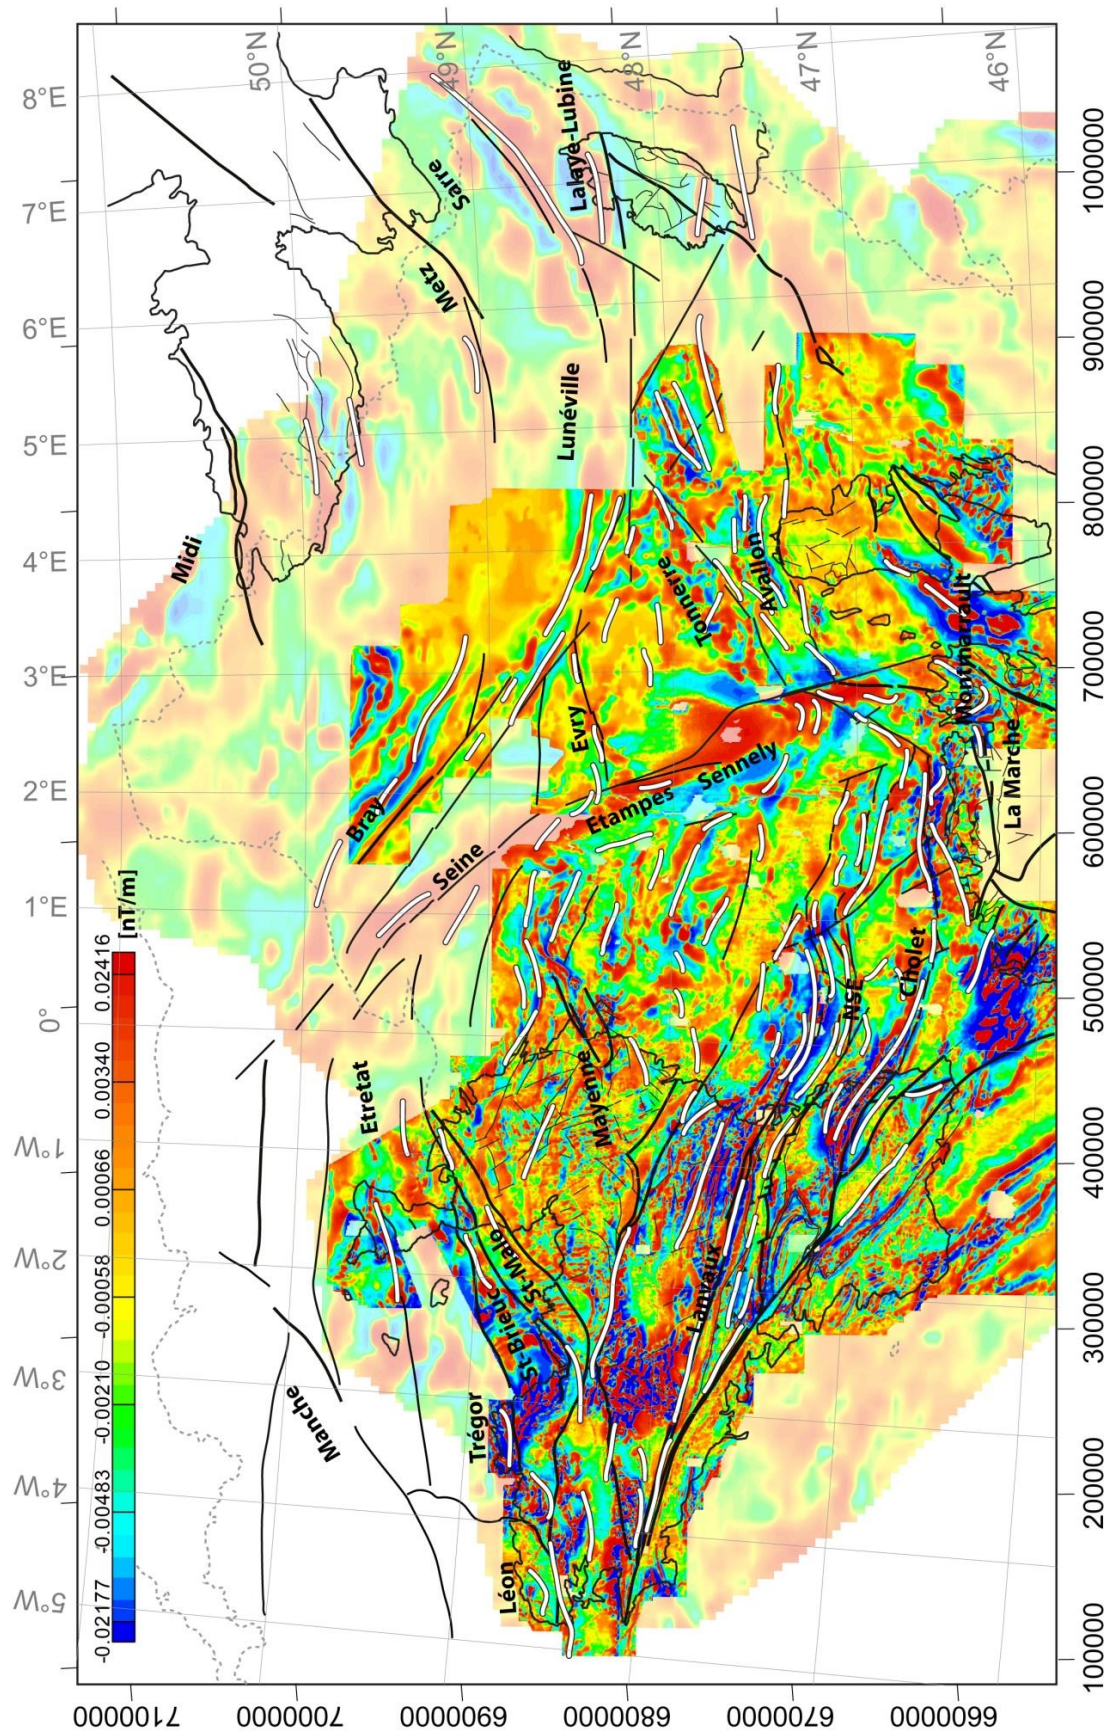 5°W
4°W
3°W
2°W
1°W
0°
1°E
2°E
3°E
4°E
5°E
6°E
7°E
8°E
7100000
7000000
6900000
6800000
6700000
6600000
50°N
49°N
48°N
47°N
46°N
-0.02177
-0.00483
-0.00210
-0.00058
0.00066
0.00340
0.02416
[nT/m]
Midi
Manche
Etretat
Bray
Seine
Metz
Sarre
Léon
Trégor
St-Brieuc
St-Malo
Mayenne
Evry
Etampes
Sennely
Lunéville
Lalaye-Lubine
Tonnerre
Avallon
Lanvaux
NSE
Cholet
Montmarrault
La Marche
1000000
200000
300000
400000
500000
600000
700000
800000
900000
1000000